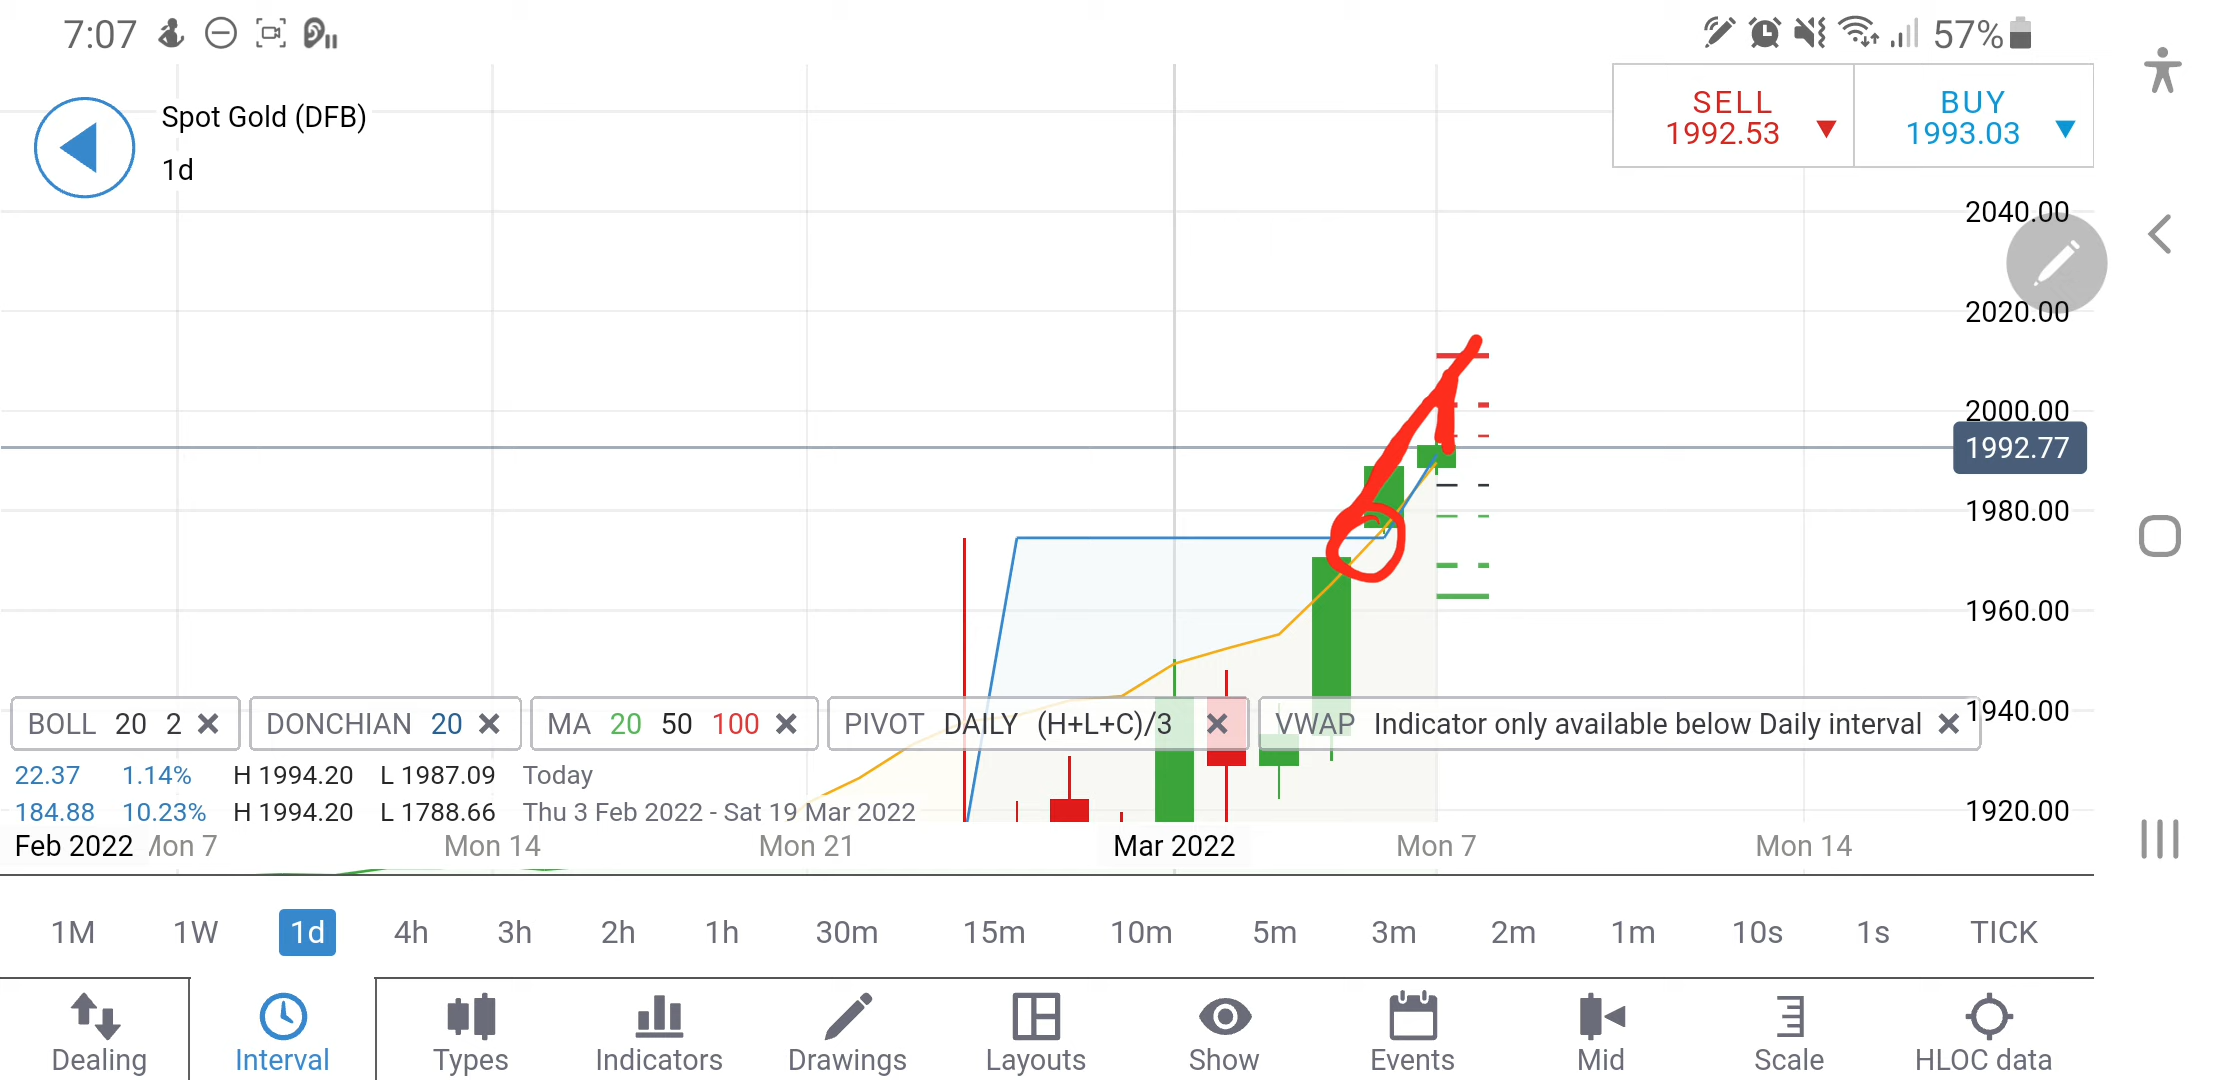 7:07
57%
Spot Gold (DFB)
1d
SELL
1992.53
BUY
1993.03
2040.00
2020.00
2000.00
1992.77
1980.00
1960.00
1940.00
1920.00
BOLL 20 2
DONCHIAN 20
MA 20 50 100
PIVOT DAILY (H+L+C)/3
VWAP Indicator only available below Daily interval
22.37 1.14% H 1994.20 L 1987.09 Today
184.88 10.23% H 1994.20 L 1788.66 Thu 3 Feb 2022 - Sat 19 Mar 2022
Feb 2022 Mon 7 Mon 14 Mon 21 Mar 2022 Mon 7 Mon 14
1M 1W 1d 4h 3h 2h 1h 30m 15m 10m 5m 3m 2m 1m 10s 1s TICK
Dealing Interval Types Indicators Drawings Layouts Show Events Mid Scale HLOC data